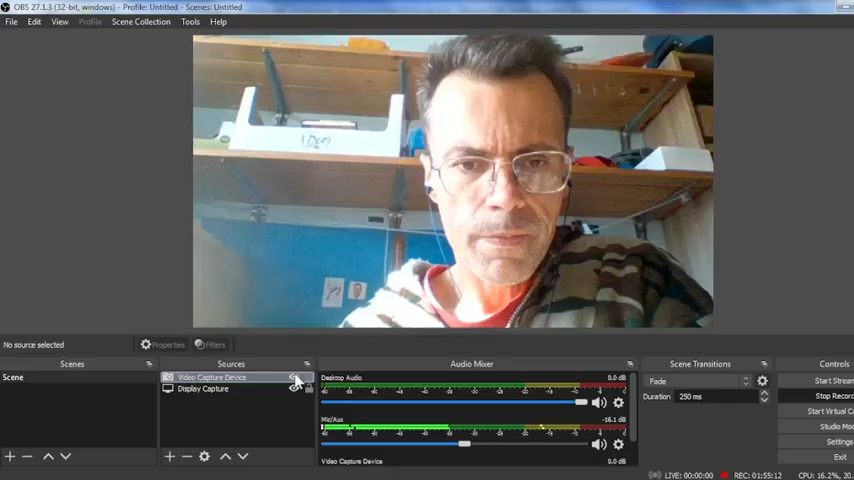 OBS 27.1.3 (32-bit, windows) - Profile: Untitled - Scenes: Untitled
File Edit View Profile Scene Collection Tools Help
No source selected Properties Filters
Scenes Sources Audio Mixer Scene Transitions Controls
Scene
Video Capture Device
Display Capture
Desktop Audio 0.0 dB
Mic/Aux -16.1 dB
Video Capture Device 0.0 dB
Fade
Duration 250 ms
Start Stream
Stop Record
Start Virtual C
Studio Mod
Settings
Exit
LIVE: 00:00:00 REC: 01:55:12 CPU: 16.2%, 20.